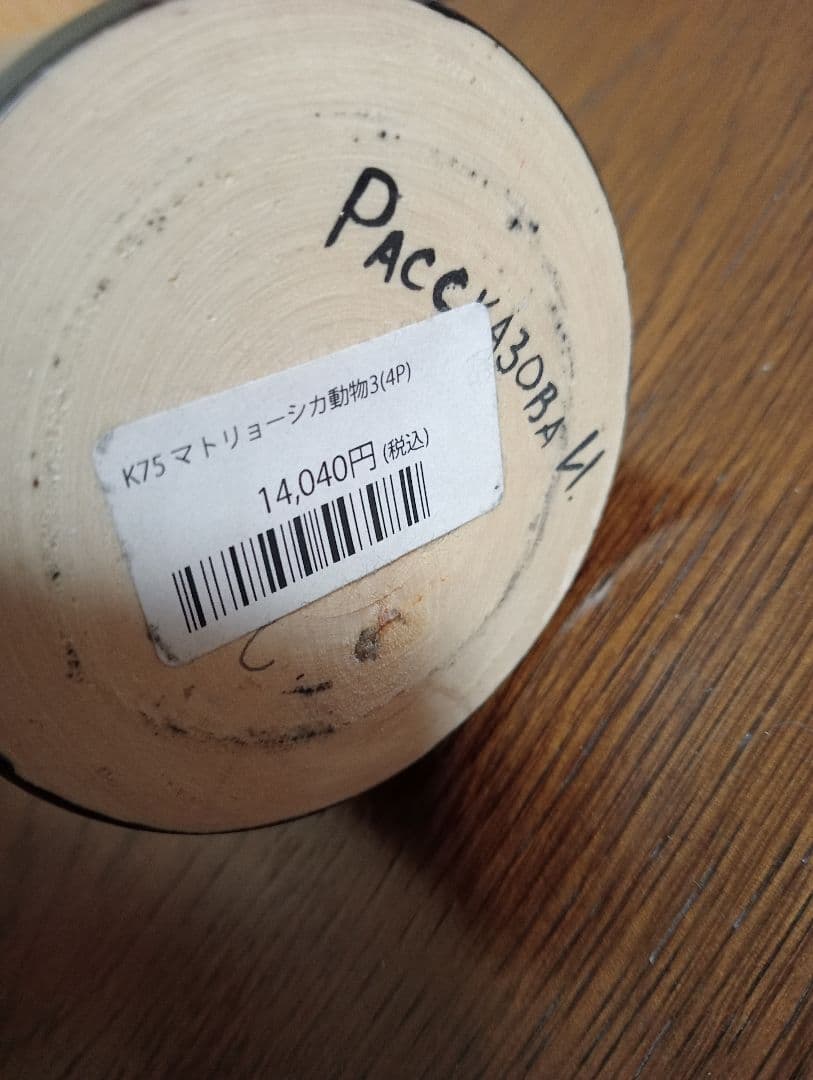 Рассказова И.
K75 マトリョーシカ動物3(4P)
14,040円 (税込)